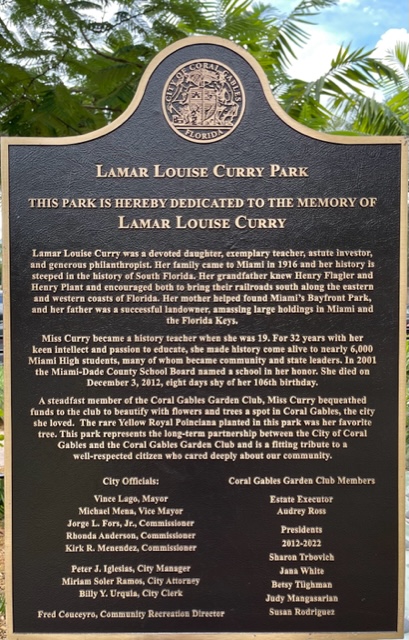 CITY OF CORAL GABLES
FLORIDA
LAMAR LOUISE CURRY PARK
THIS PARK IS HEREBY DEDICATED TO THE MEMORY OF
LAMAR LOUISE CURRY
Lamar Louise Curry was a devoted daughter, exemplary teacher, astute investor,
and generous philanthropist. Her family came to Miami in 1916 and her history is
steeped in the history of South Florida. Her grandfather knew Henry Flagler and
Henry Plant and encouraged both to bring their railroads south along the eastern
and western coasts of Florida. Her mother helped found Miami's Bayfront Park,
and her father was a successful landowner, amassing large holdings in Miami and
the Florida Keys.
Miss Curry became a history teacher when she was 19. For 32 years with her
keen intellect and passion to educate, she made history come alive to nearly 6,000
Miami High students, many of whom became community and state leaders. In 2001
the Miami-Dade County School Board named a school in her honor. She died on
December 3, 2012, eight days shy of her 106th birthday.
A steadfast member of the Coral Gables Garden Club, Miss Curry bequeathed
funds to the club to beautify with flowers and trees a spot in Coral Gables, the city
she loved. The rare Yellow Royal Poinciana planted in this park was her favorite
tree. This park represents the long-term partnership between the City of Coral
Gables and the Coral Gables Garden Club and is a fitting tribute to a
well-respected citizen who cared deeply about our community.
City Officials:
Vince Lago, Mayor
Michael Mena, Vice Mayor
Jorge L. Fors, Jr., Commissioner
Rhonda Anderson, Commissioner
Kirk R. Menendez, Commissioner
Peter J. Iglesias, City Manager
Miriam Soler Ramos, City Attorney
Billy Y. Urquia, City Clerk
Fred Couceyro, Community Recreation Director
Coral Gables Garden Club Members
Estate Executor
Audrey Ross
Presidents
2012-2022
Sharon Trbovich
Jana White
Betsy Tilghman
Judy Mangasarian
Susan Rodriguez